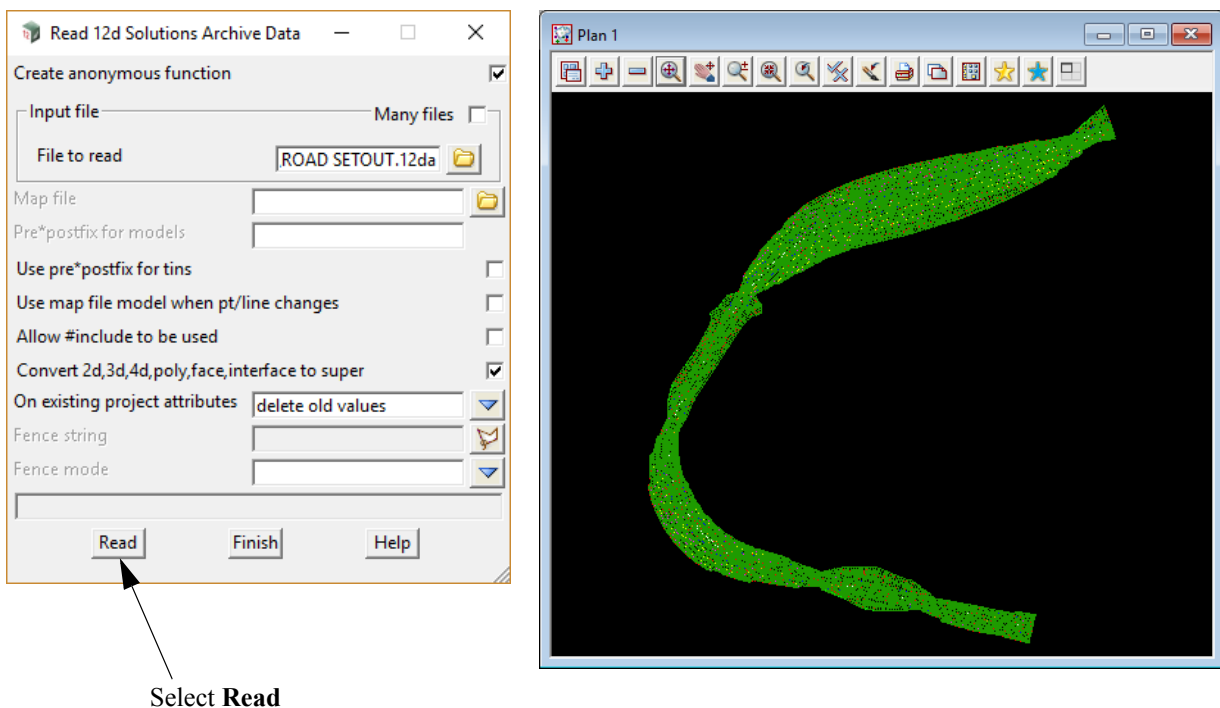 Read 12d Solutions Archive Data
Create anonymous function
Input file Many files
File to read ROAD SETOUT.12da
Map file
Pre*postfix for models
Use pre*postfix for tins
Use map file model when pt/line changes
Allow #include to be used
Convert 2d,3d,4d,poly,face,interface to super
On existing project attributes delete old values
Fence string
Fence mode
Read Finish Help
Select Read
Plan 1